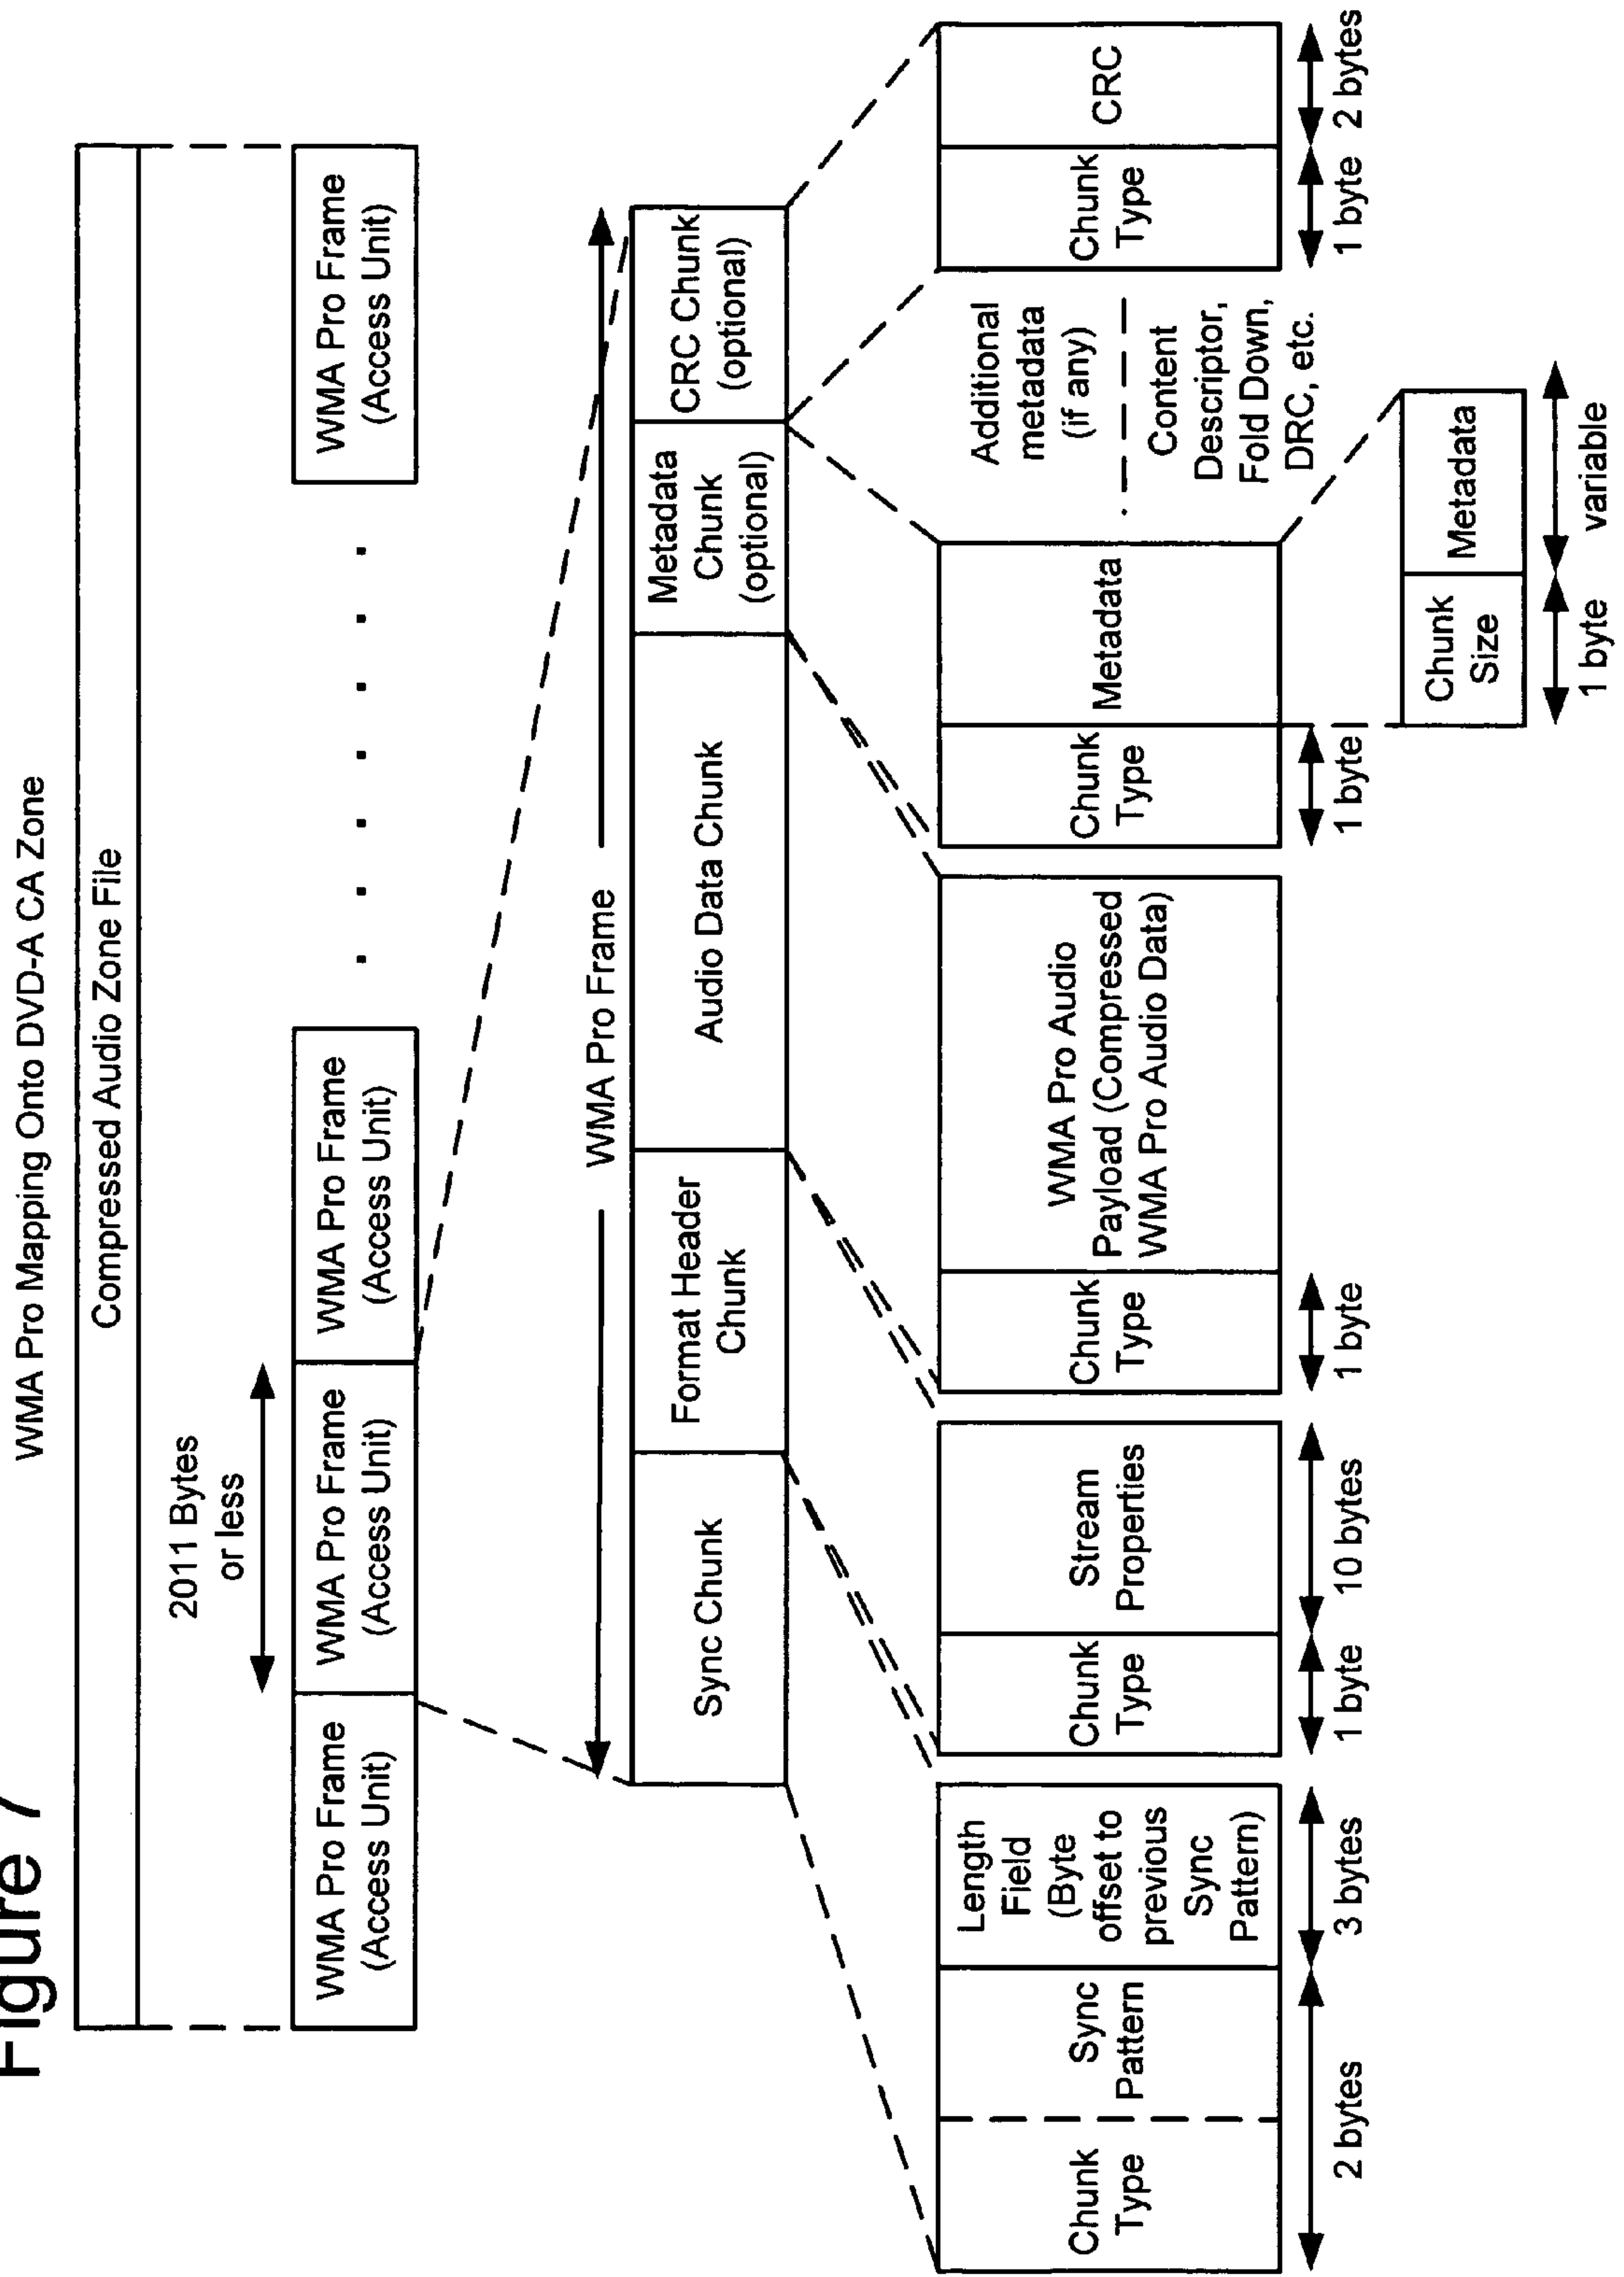 Figure 7
WMA Pro Mapping Onto DVD-A CA Zone
Compressed Audio Zone File
2011 Bytes
or less
WMA Pro Frame
(Access Unit)
WMA Pro Frame
(Access Unit)
WMA Pro Frame
(Access Unit)
WMA Pro Frame
(Access Unit)
WMA Pro Frame
Sync Chunk
Format Header
Chunk
Audio Data Chunk
Metadata
Chunk
(optional)
CRC Chunk
(optional)
Chunk
Type
Sync
Pattern
Length
Field
(Byte
offset to
previous
Sync
Pattern)
2 bytes
3 bytes
Chunk
Type
Stream
Properties
1 byte
10 bytes
Chunk
Type
WMA Pro Audio
Payload (Compressed
WMA Pro Audio Data)
1 byte
Chunk
Type
Metadata
1 byte
Additional
metadata
(if any)
Content
Descriptor,
Fold Down,
DRC, etc.
Chunk
Type
CRC
1 byte
2 bytes
Chunk
Size
Metadata
1 byte
variable